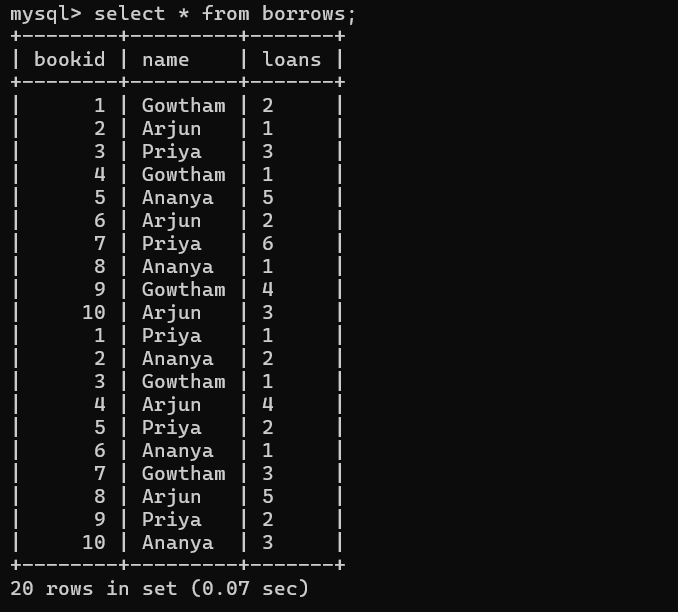 mysql> select * from borrows;
+--------+---------+-------+
| bookid | name    | loans |
+--------+---------+-------+
|      1 | Gowtham | 2     |
|      2 | Arjun   | 1     |
|      3 | Priya   | 3     |
|      4 | Gowtham | 1     |
|      5 | Ananya  | 5     |
|      6 | Arjun   | 2     |
|      7 | Priya   | 6     |
|      8 | Ananya  | 1     |
|      9 | Gowtham | 4     |
|     10 | Arjun   | 3     |
|      1 | Priya   | 1     |
|      2 | Ananya  | 2     |
|      3 | Gowtham | 1     |
|      4 | Arjun   | 4     |
|      5 | Priya   | 2     |
|      6 | Ananya  | 1     |
|      7 | Gowtham | 3     |
|      8 | Arjun   | 5     |
|      9 | Priya   | 2     |
|     10 | Ananya  | 3     |
+--------+---------+-------+
20 rows in set (0.07 sec)